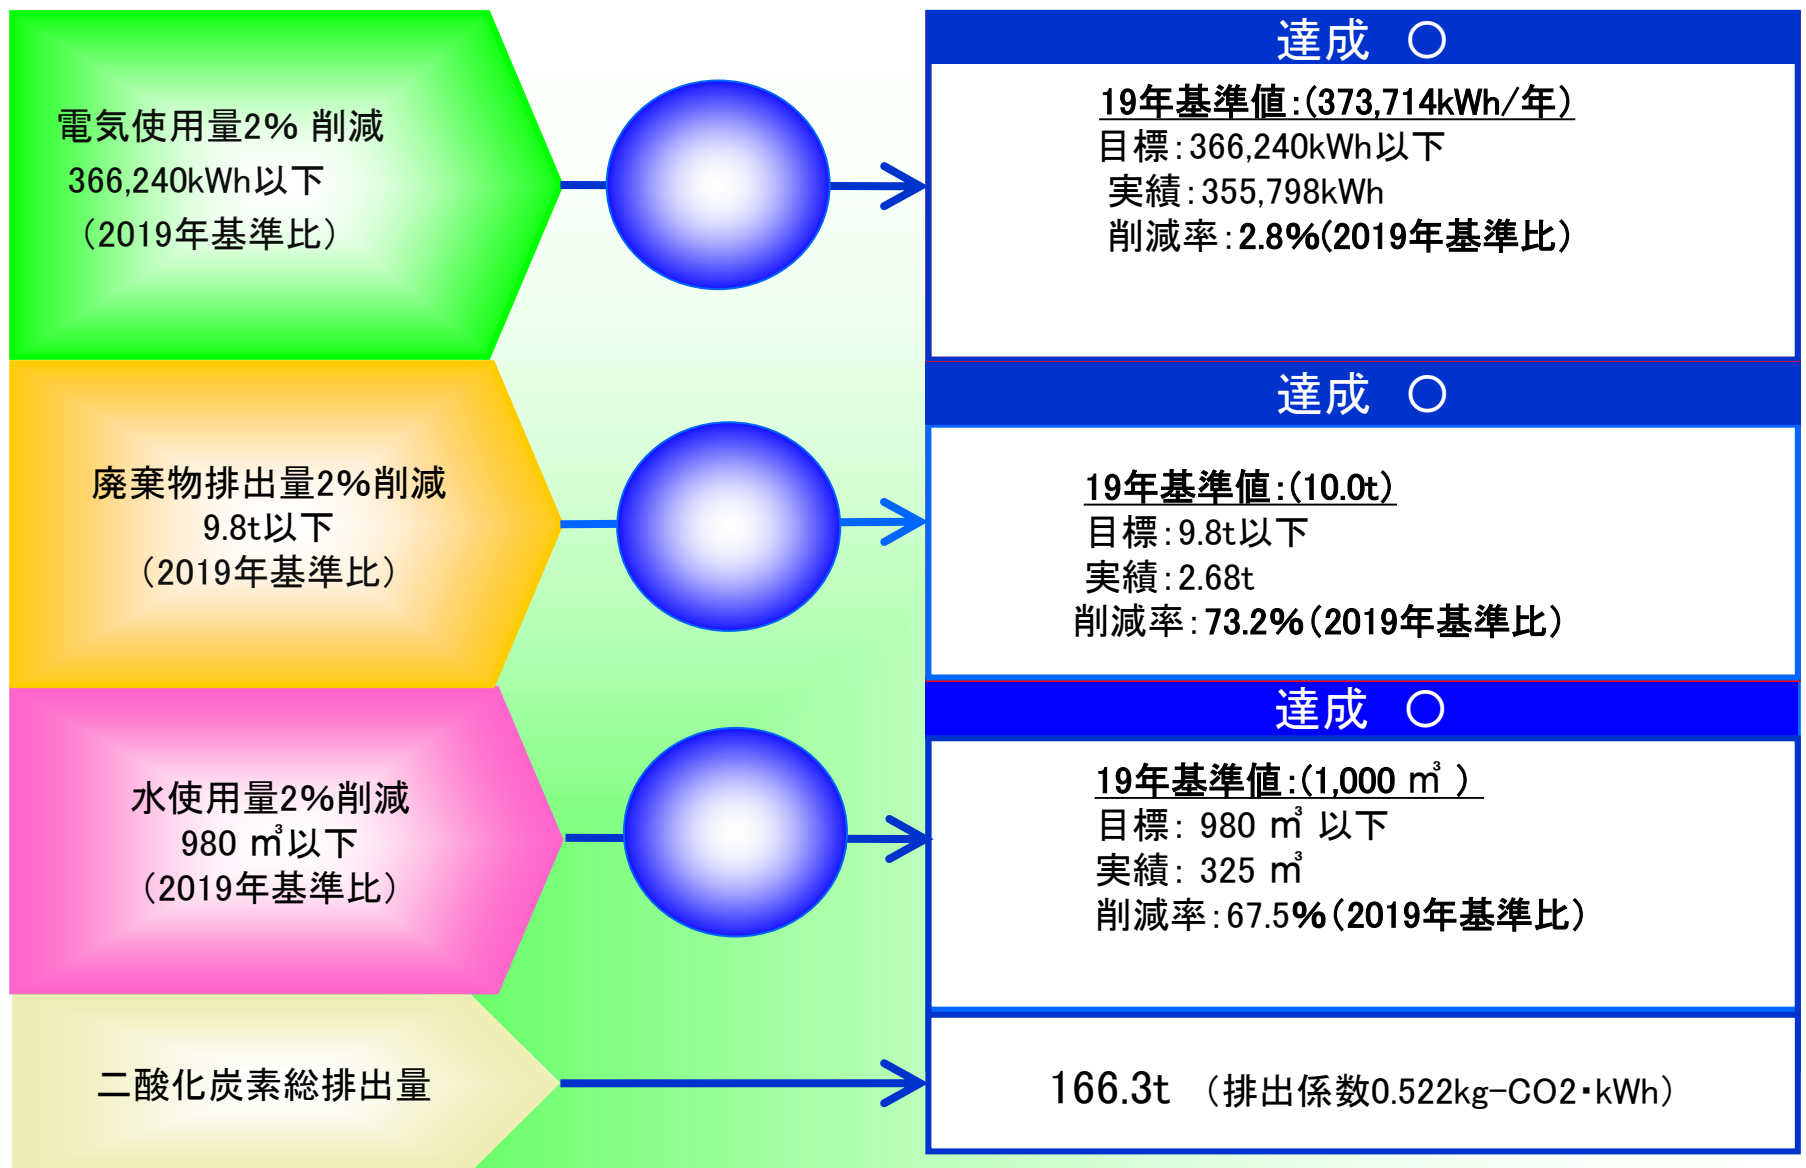 電気使用量2% 削減
366,240kWh以下
（2019年基準比）
達成　○
19年基準値：(373,714kWh/年）
目標：366,240kWh以下
実績：355,798kWh
削減率：2.8%(2019年基準比）
廃棄物排出量2%削減
9.8t以下
（2019年基準比）
達成　○
19年基準値：(10.0t)
目標：9.8t以下
実績：2.68t
削減率：73.2%（2019年基準比）
水使用量2%削減
980 ㎥以下
（2019年基準比）
達成　○
19年基準値：(1,000 ㎥ ）
目標： 980 ㎥ 以下
実績： 325 ㎥
削減率：67.5%（2019年基準比）
二酸化炭素総排出量
166.3t （排出係数0.522kg-CO2・kWh）